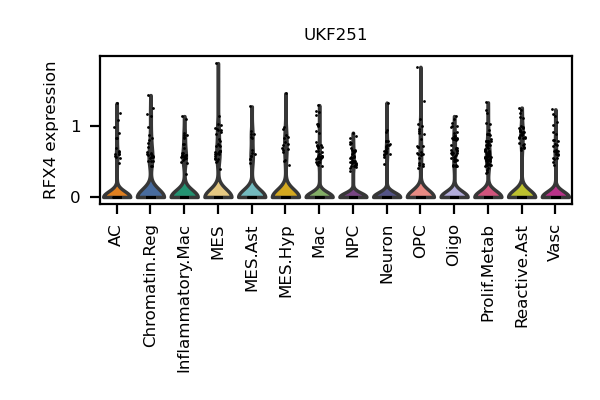 UKF251
RFX4 expression
1
0
AC
Chromatin.Reg
Inflammatory.Mac
MES
MES.Ast
MES.Hyp
Mac
NPC
Neuron
OPC
Oligo
Prolif.Metab
Reactive.Ast
Vasc